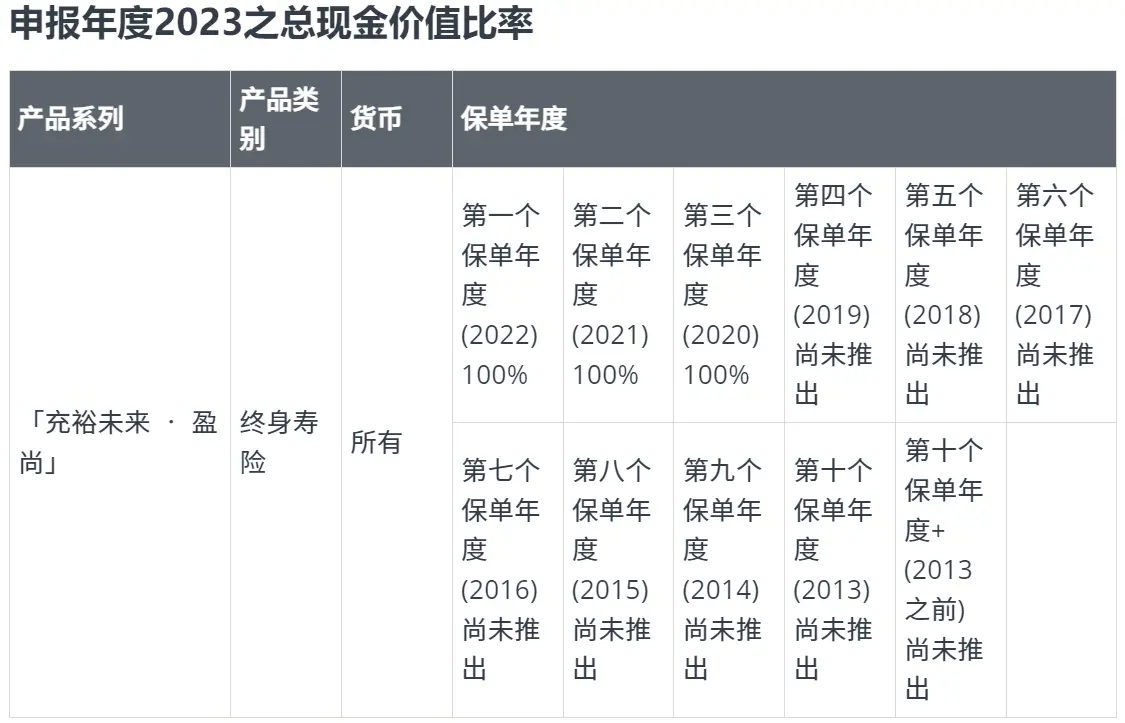 申报年度2023之总现金价值比率
产品系列
产品类
别
货币
保单年度
「充裕未来 · 盈
尚」
终身寿
险
所有
第一个
保单年
度
(2022)
100%
第二个
保单年
度
(2021)
100%
第三个
保单年
度
(2020)
100%
第四个
保单年
度
(2019)
尚未推
出
第五个
保单年
度
(2018)
尚未推
出
第六个
保单年
度
(2017)
尚未推
出
第七个
保单年
度
(2016)
尚未推
出
第八个
保单年
度
(2015)
尚未推
出
第九个
保单年
度
(2014)
尚未推
出
第十个
保单年
度
(2013)
尚未推
出
第十个
保单年
度+
(2013
之前)
尚未推
出